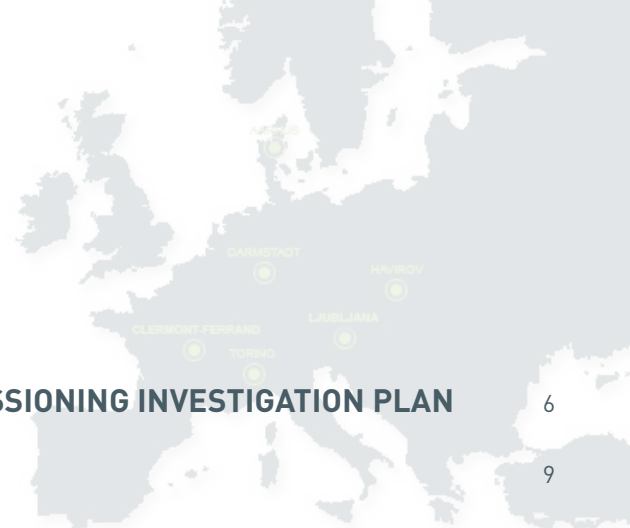 AARHUS
DARMSTADT
HAVIROV
LJUBLJANA
CLERMONT-FERRAND
TORINO
SSIONING INVESTIGATION PLAN 6
9